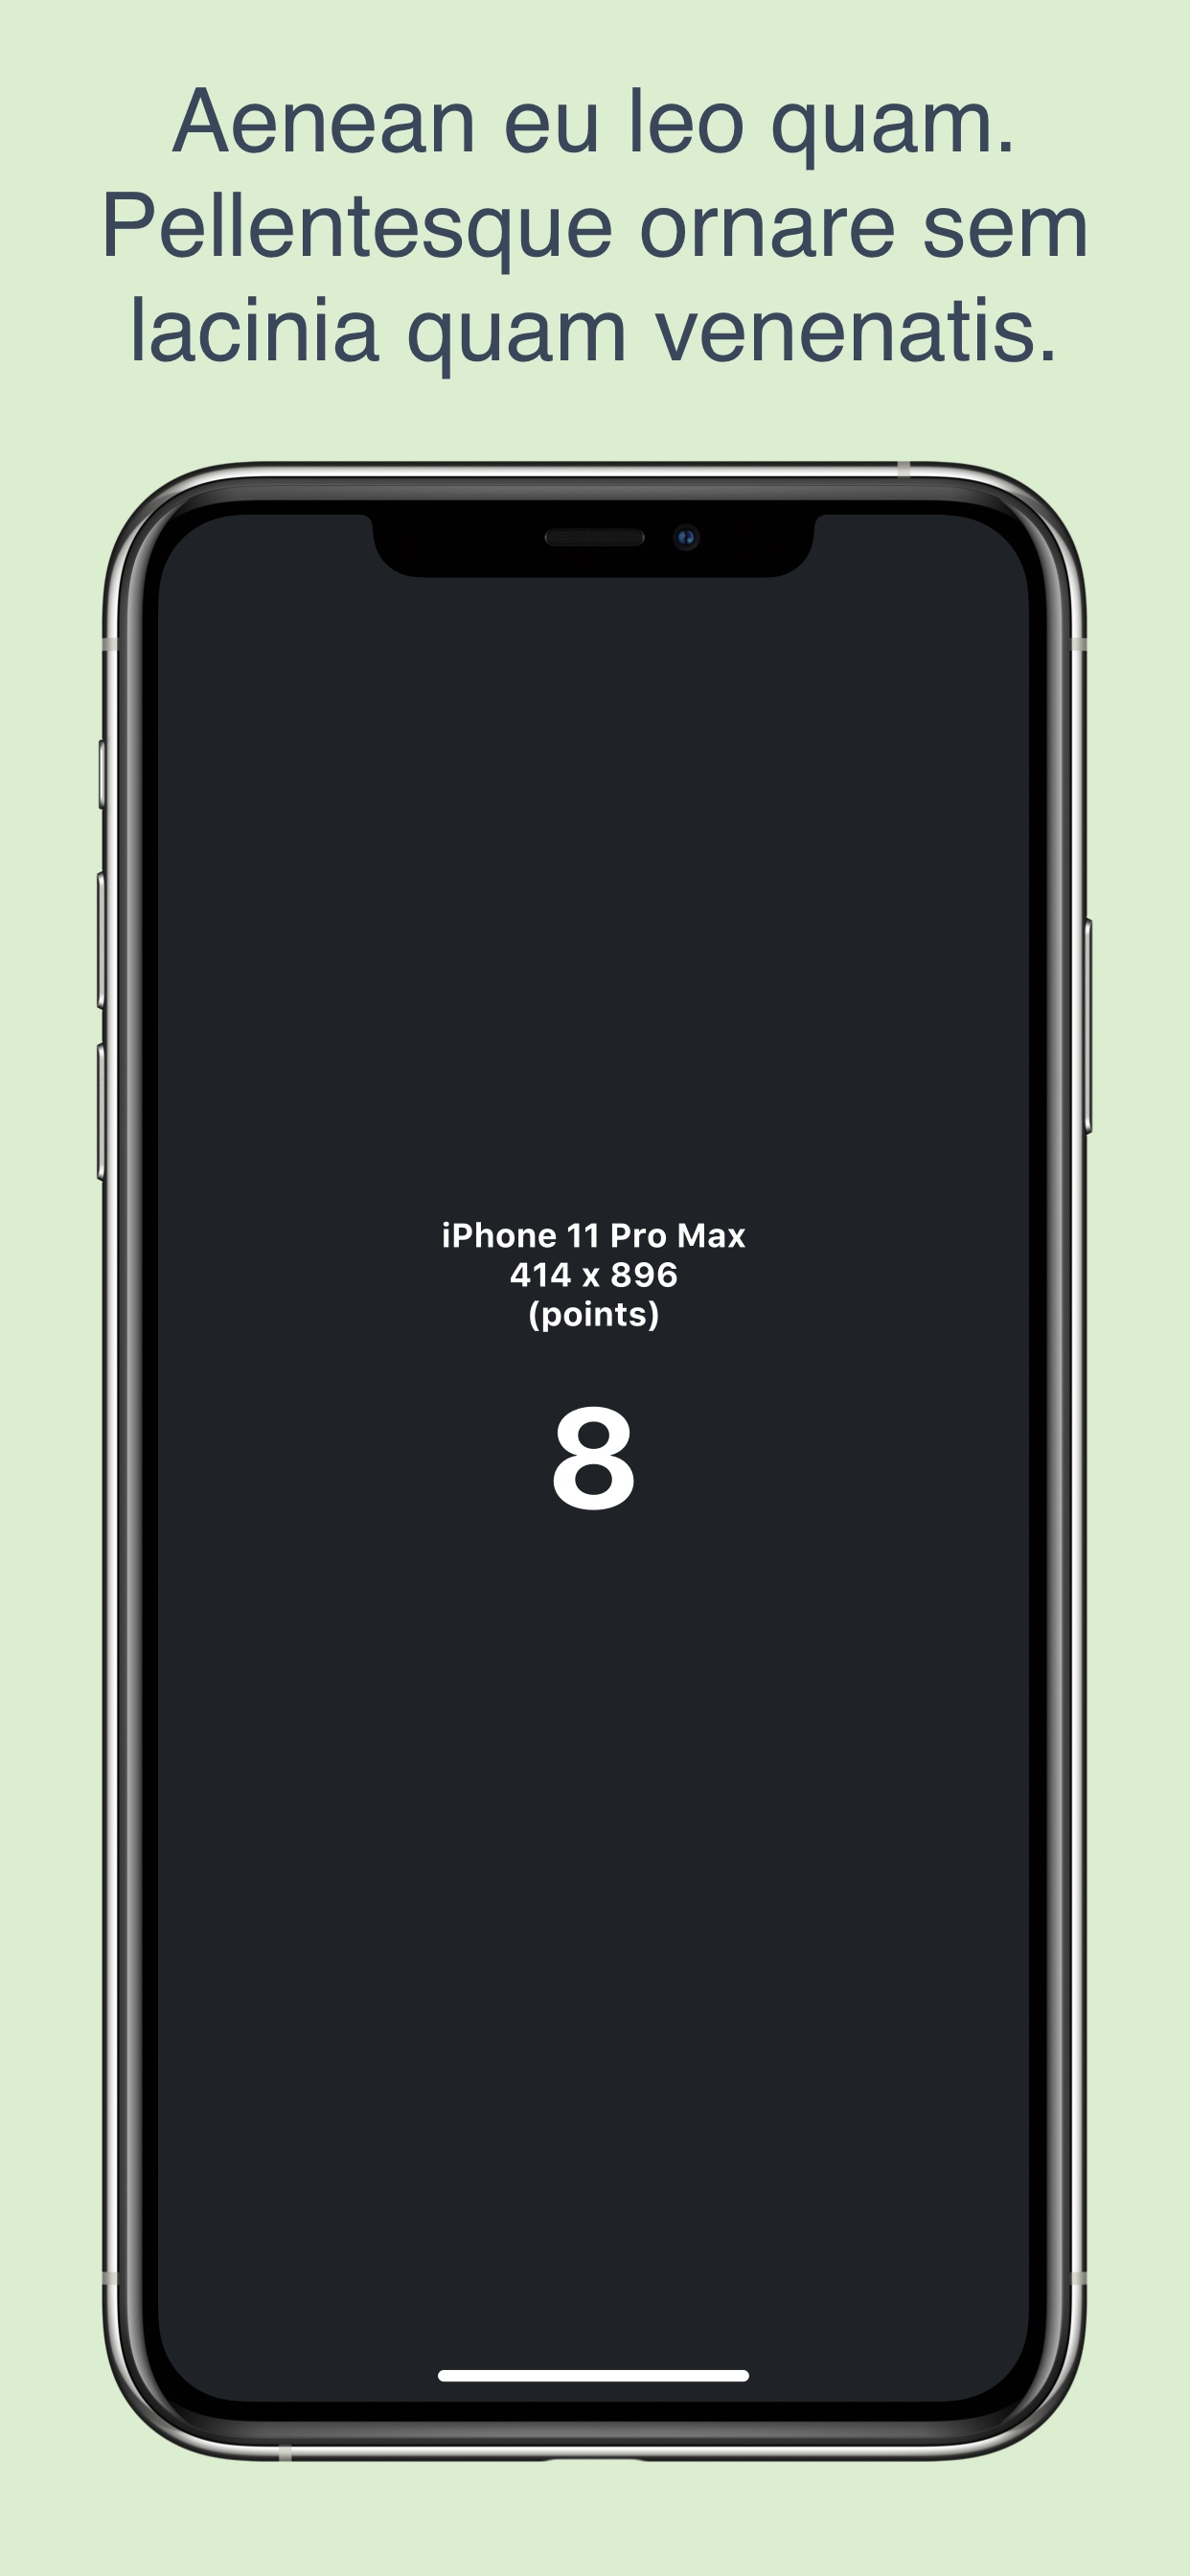 Aenean eu leo quam.
Pellentesque ornare sem
lacinia quam venenatis.
iPhone 11 Pro Max
414 x 896
(points)
8